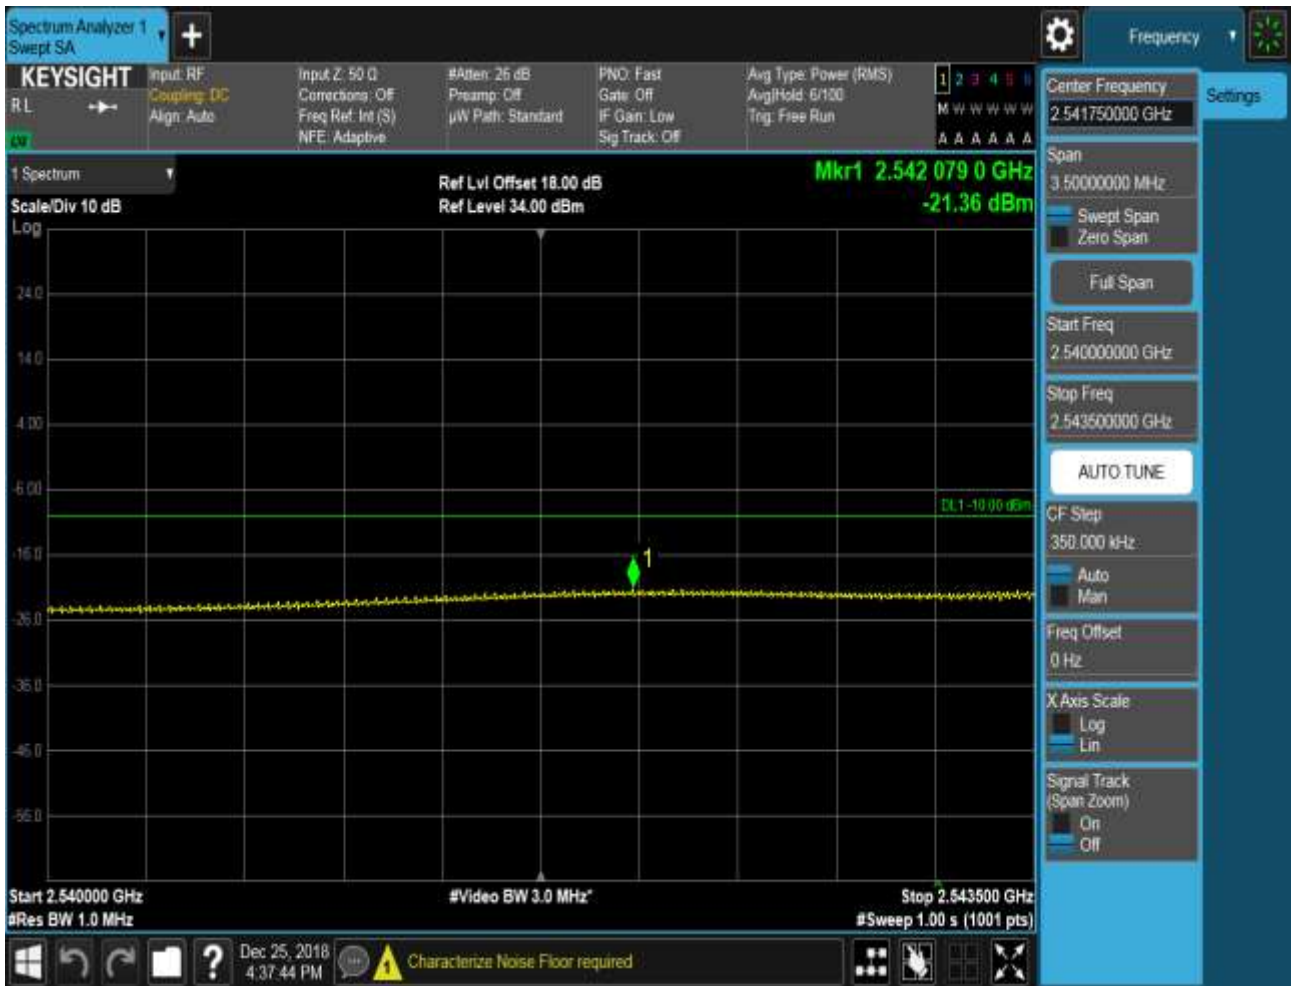 Spectrum Analyzer 1
Swept SA
+
Frequency
KEYSIGHT
R L
Input: RF
Coupling: DC
Align: Auto
Input Z: 50 Ω
Corrections: Off
Freq Ref: Int (S)
NFE: Adaptive
#Atten: 26 dB
Preamp: Off
µW Path: Standard
PNO: Fast
Gate: Off
IF Gain: Low
Sig Track: Off
Avg Type: Power (RMS)
Avg|Hold: 6/100
Trig: Free Run
1 2 3 4 5 6
M W W W W W
A A A A A A
Settings
1 Spectrum
Scale/Div 10 dB
Log
Ref Lvl Offset 18.00 dB
Ref Level 34.00 dBm
Mkr1 2.542 079 0 GHz
-21.36 dBm
24.0
14.0
4.00
-6.00
-16.0
-26.0
-36.0
-46.0
-56.0
DL1 -10.00 dBm
1
Start 2.540000 GHz
#Res BW 1.0 MHz
#Video BW 3.0 MHz*
Stop 2.543500 GHz
#Sweep 1.00 s (1001 pts)
Center Frequency
2.541750000 GHz
Span
3.50000000 MHz
Swept Span
Zero Span
Full Span
Start Freq
2.540000000 GHz
Stop Freq
2.543500000 GHz
AUTO TUNE
CF Step
350.000 kHz
Auto
Man
Freq Offset
0 Hz
X Axis Scale
Log
Lin
Signal Track
(Span Zoom)
On
Off
?
Dec 25, 2018
4:37:44 PM
1
Characterize Noise Floor required